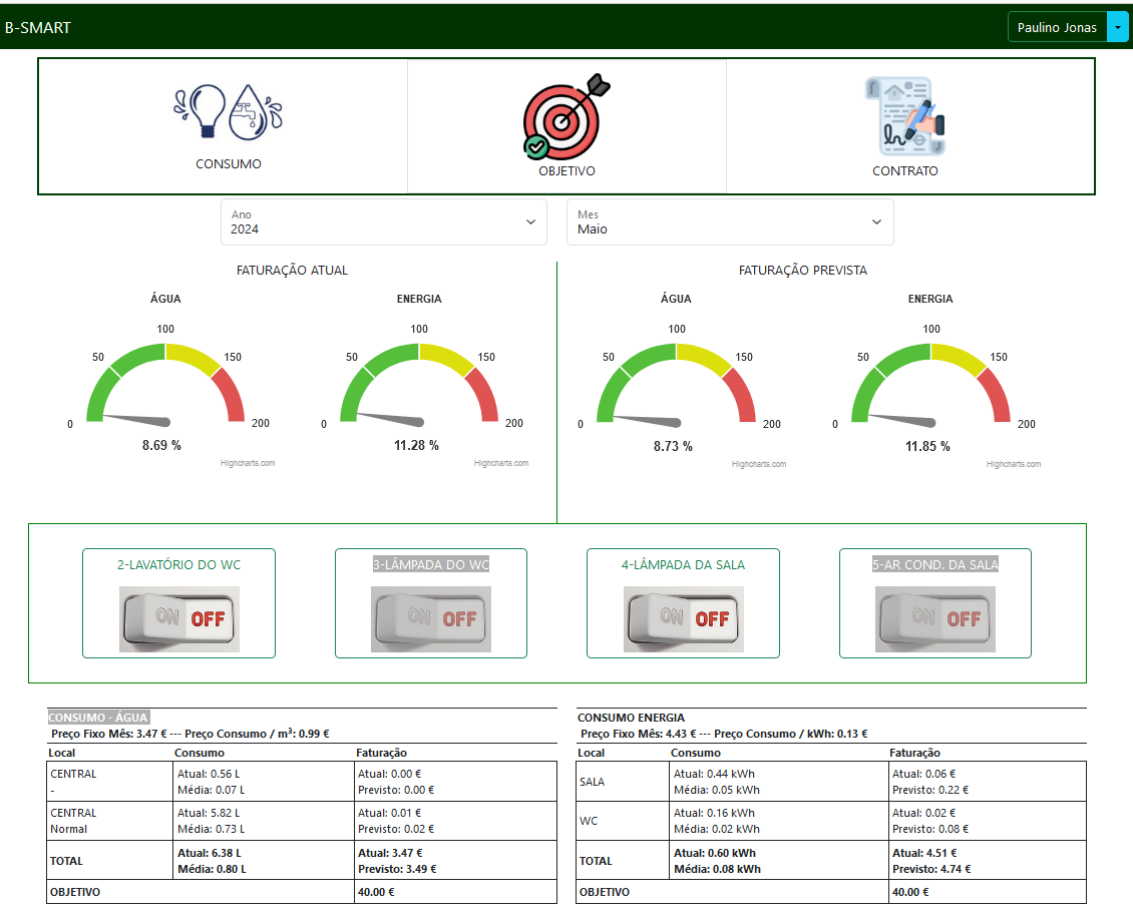 B-SMART
Paulino Jonas
CONSUMO
OBJETIVO
CONTRATO
Ano
2024
Mes
Maio
FATURAÇÃO ATUAL
ÁGUA
0
50
100
150
200
8.69 %
Highcharts.com
ENERGIA
0
50
100
150
200
11.28 %
Highcharts.com
FATURAÇÃO PREVISTA
ÁGUA
0
50
100
150
200
8.73 %
Highcharts.com
ENERGIA
0
50
100
150
200
11.85 %
Highcharts.com
2-LAVATÓRIO DO WC
ON OFF
3-LÂMPADA DO WC
ON OFF
4-LÂMPADA DA SALA
ON OFF
5-AR COND. DA SALA
ON OFF
CONSUMO - ÁGUA
Preço Fixo Mês: 3.47 € --- Preço Consumo / m³: 0.99 €
Local Consumo Faturação
CENTRAL Atual: 0.56 L Atual: 0.00 €
- Média: 0.07 L Previsto: 0.00 €
CENTRAL Atual: 5.82 L Atual: 0.01 €
Normal Média: 0.73 L Previsto: 0.02 €
TOTAL
Atual: 6.38 L Atual: 3.47 €
Média: 0.80 L Previsto: 3.49 €
OBJETIVO 40.00 €
CONSUMO ENERGIA
Preço Fixo Mês: 4.43 € --- Preço Consumo / kWh: 0.13 €
Local Consumo Faturação
SALA
Atual: 0.44 kWh Atual: 0.06 €
Média: 0.05 kWh Previsto: 0.22 €
WC
Atual: 0.16 kWh Atual: 0.02 €
Média: 0.02 kWh Previsto: 0.08 €
TOTAL
Atual: 0.60 kWh Atual: 4.51 €
Média: 0.08 kWh Previsto: 4.74 €
OBJETIVO 40.00 €